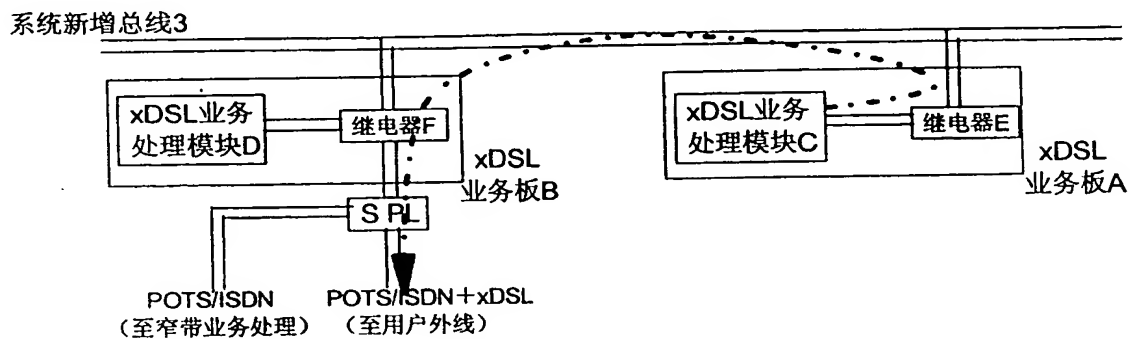 系统新增总线3
xDSL业务
处理模块D
继电器F
xDSL
业务板B
xDSL业务
处理模块C
继电器E
xDSL
业务板A
SPL
POTS/ISDN
（至窄带业务处理）
POTS/ISDN＋xDSL
（至用户外线）